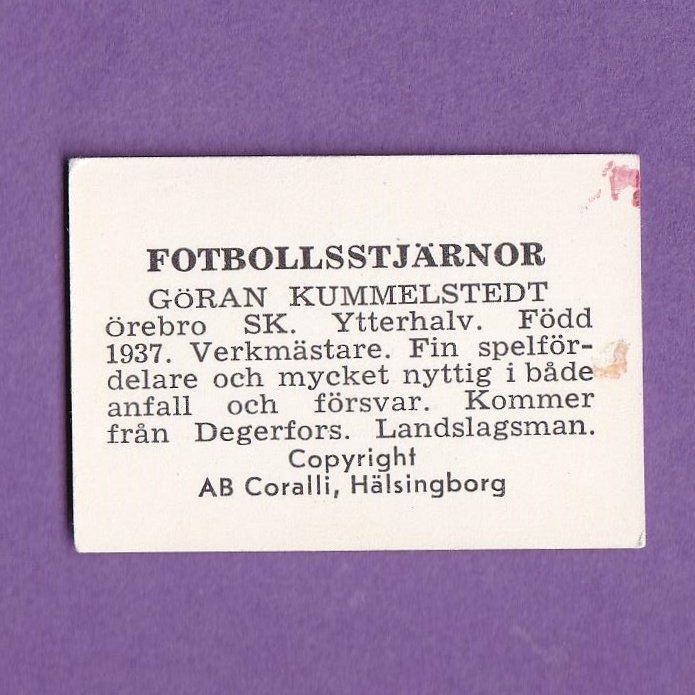 FOTBOLLSSTJÄRNOR
GÖRAN KUMMELSTEDT
Örebro SK. Ytterhalv. Född
1937. Verkmästare. Fin spelför-
delare och mycket nyttig i både
anfall och försvar. Kommer
från Degerfors. Landslagsman.
Copyright
AB Coralli, Hälsingborg